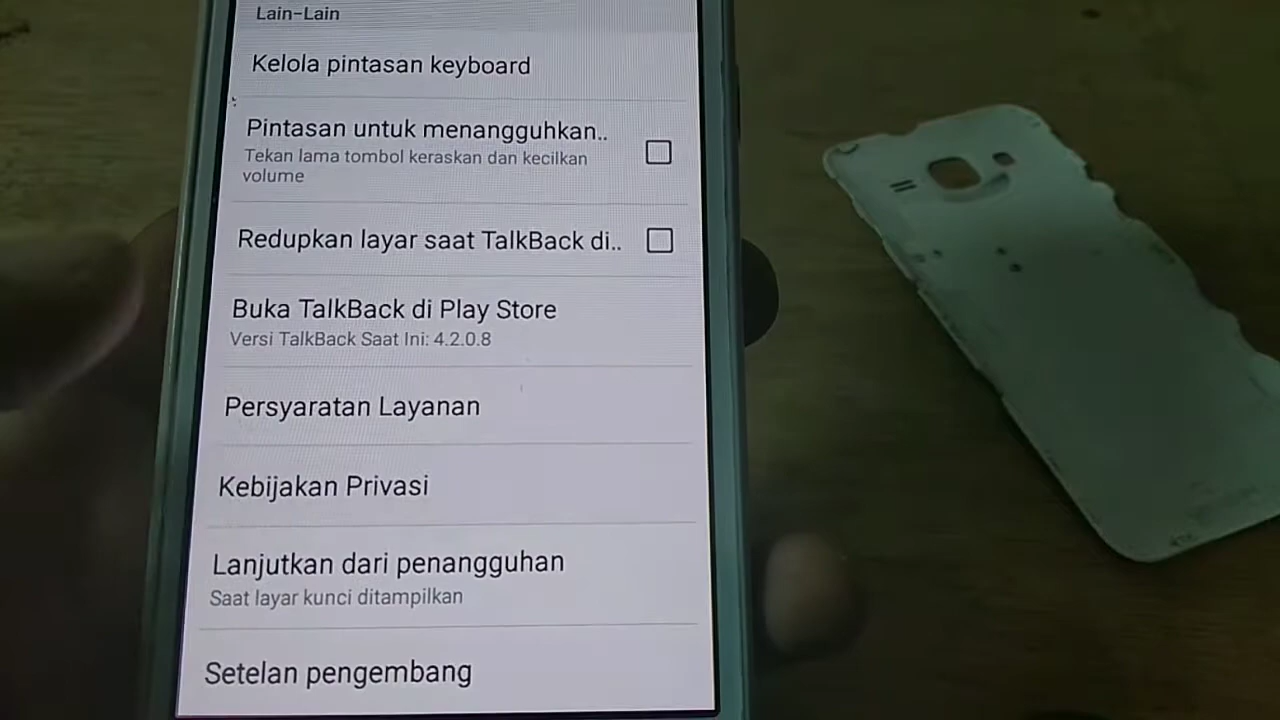 Lain-Lain
Kelola pintasan keyboard
Pintasan untuk menangguhkan..
Tekan lama tombol keraskan dan kecilkan
volume
Redupkan layar saat TalkBack di..
Buka TalkBack di Play Store
Versi TalkBack Saat Ini: 4.2.0.8
Persyaratan Layanan
Kebijakan Privasi
Lanjutkan dari penangguhan
Saat layar kunci ditampilkan
Setelan pengembang